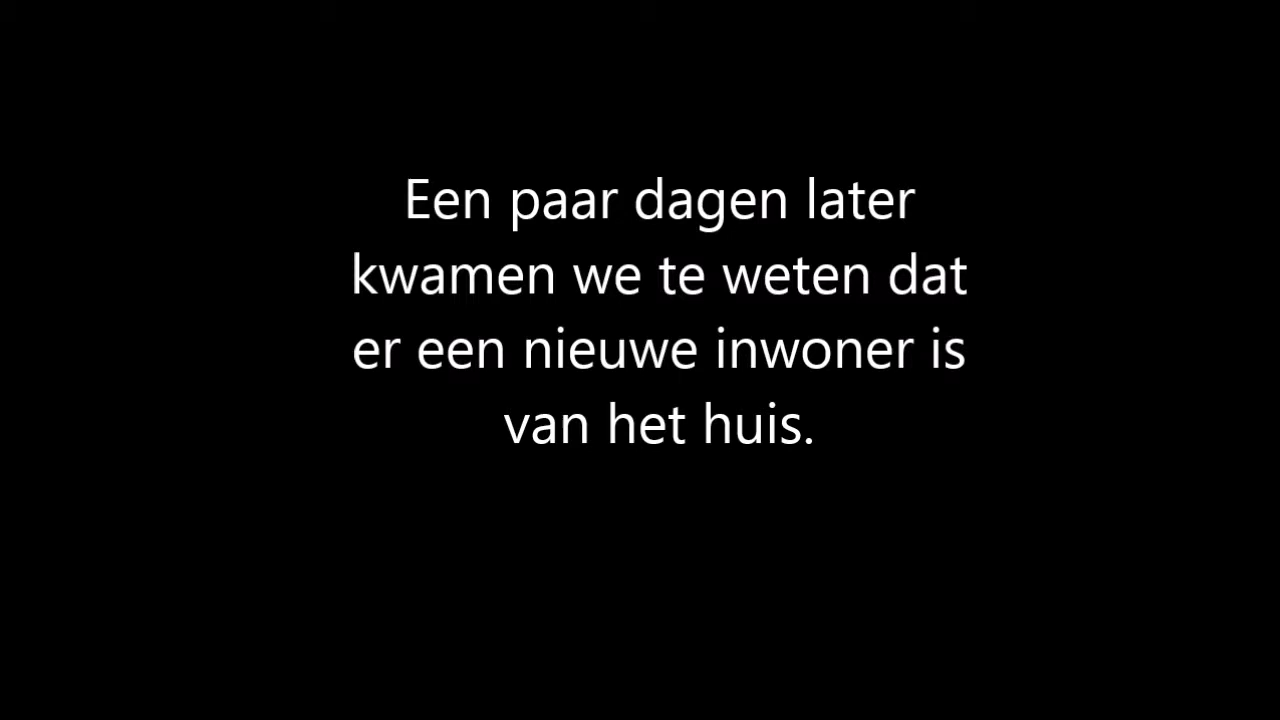 Een paar dagen later
kwamen we te weten dat
er een nieuwe inwoner is
van het huis.